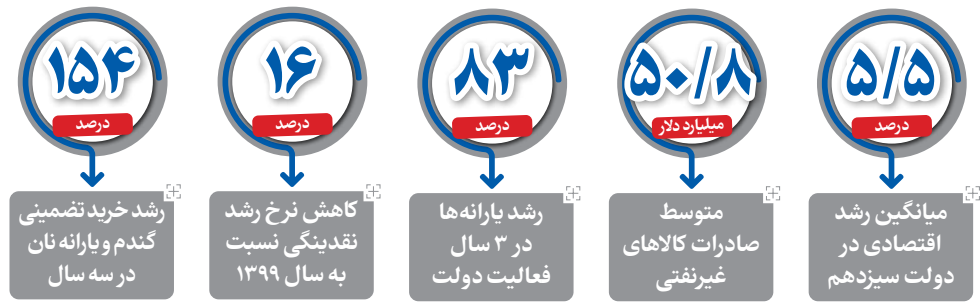 ۵/۵
درصد
میانگین رشد
اقتصادی در
دولت سیزدهم
۵۰/۸
میلیارد دلار
متوسط
صادرات کالاهای
غیرنفتی
۸۳
درصد
رشد یارانه‌ها
در ۳ سال
فعالیت دولت
۱۶
درصد
کاهش نرخ رشد
نقدینگی نسبت
به سال ۱۳۹۹
۱۵۴
درصد
رشد خرید تضمینی
گندم و یارانه نان
در سه سال